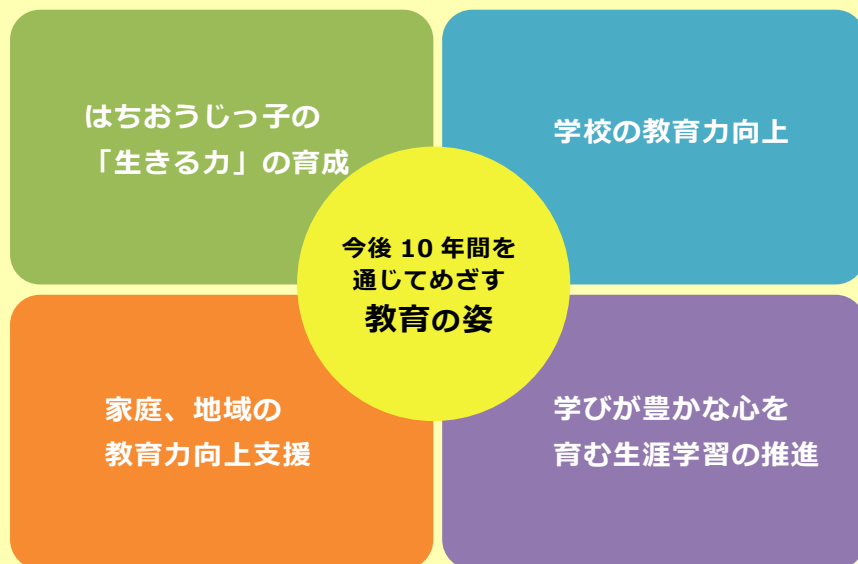 はちおうじっ子の
「生きる力」の育成
学校の教育力向上
今後 10 年間を
通じてめざす
教育の姿
家庭、地域の
教育力向上支援
学びが豊かな心を
育む生涯学習の推進